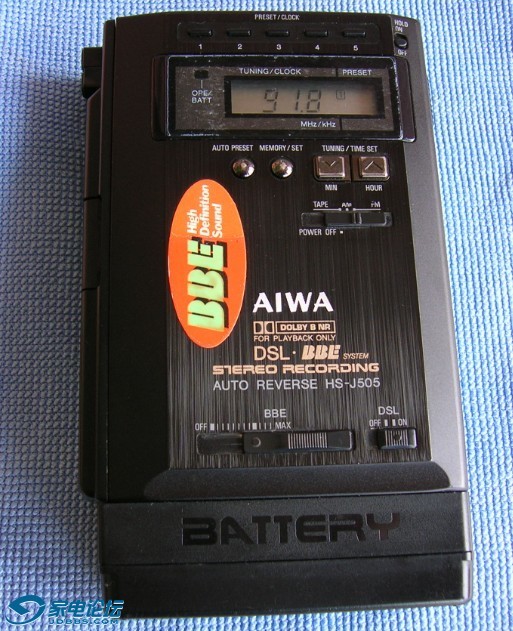 PRESET/CLOCK
1 2 3 4 5
HOLD
ON
OFF
TUNING/CLOCK PRESET
OPE/
BATT
91.8
MHz/kHz
AUTO PRESET MEMORY/SET TUNING/TIME SET
MIN HOUR
TAPE AM FM
POWER OFF
BBE High
Definition
Sound
AIWA
DOLBY B NR
FOR PLAYBACK ONLY
DSL · BBE SYSTEM
STEREO RECORDING
AUTO REVERSE HS-J505
BBE
OFF MAX
DSL
OFF ON
BATTERY
家电论坛